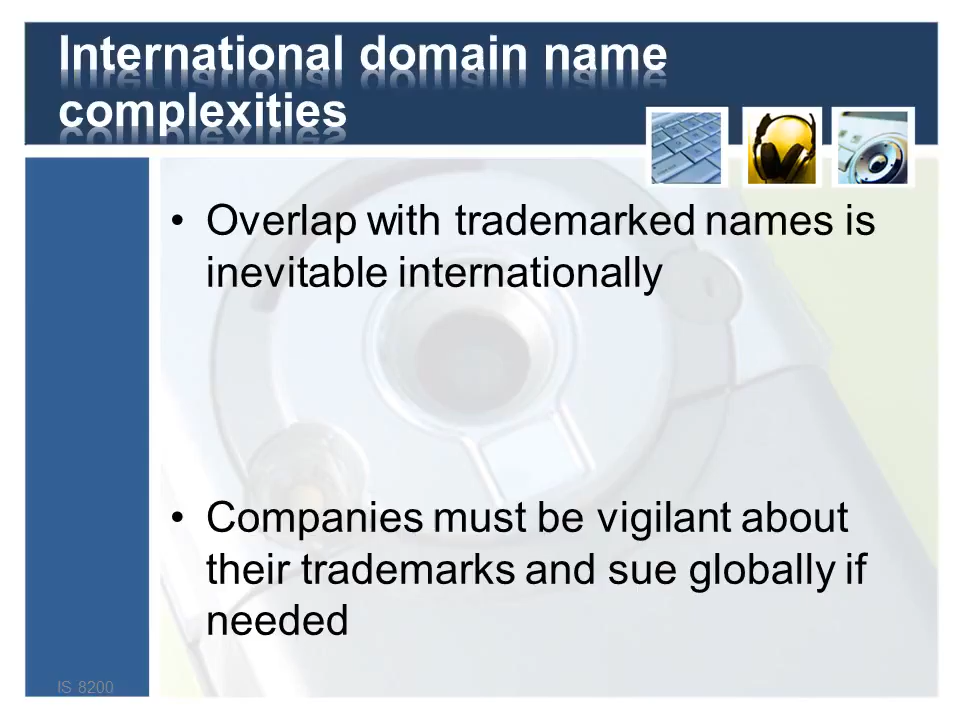 International domain name
complexities
• Overlap with trademarked names is
inevitable internationally
• Companies must be vigilant about
their trademarks and sue globally if
needed
IS 8200